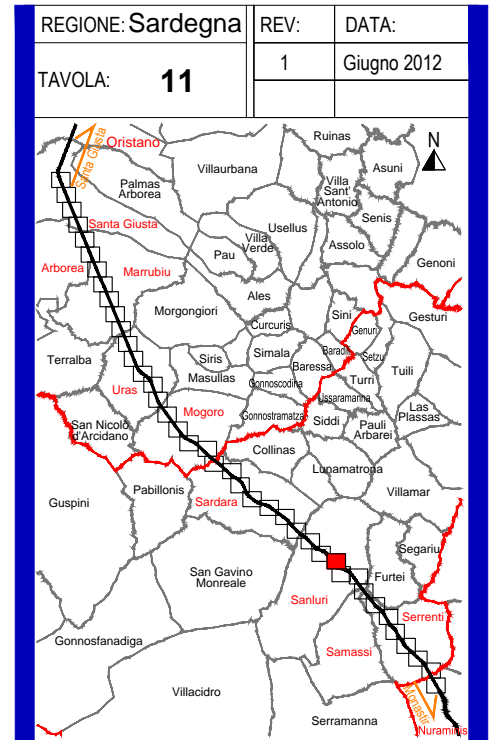 REGIONE: Sardegna
REV:
DATA:
TAVOLA: 11
1
Giugno 2012
N
Santa Giusta
Oristano
Ruinas
Villaurbana
Asuni
Palmas
Arborea
Villa
Sant'
Antonio
Senis
Santa Giusta
Usellus
Villa
Verde
Assolo
Pau
Genoni
Arborea
Marrubiu
Ales
Morgongiori
Sini
Gesturi
Curcuris
Genuri
Terralba
Siris
Simala
Baradili
Setzu
Masullas
Baressa
Tuili
Uras
Gonnoscodina
Turri
Ussaramanna
Mogoro
Gonnostramatza
Siddi
Las
Plassas
San Nicolò
d'Arcidano
Pauli
Arbarei
Collinas
Lunamatrona
Pabillonis
Villamar
Guspini
Sardara
Segariu
San Gavino
Monreale
Furtei
Sanluri
Serrenti
Gonnosfanadiga
Samassi
Villacidro
Monastir
Serramanna
Nuraminis